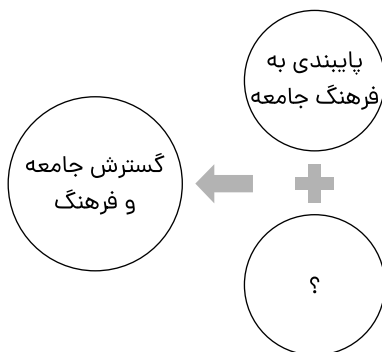 پایبندی به
فرهنگ جامعه
گسترش جامعه
و فرهنگ
؟